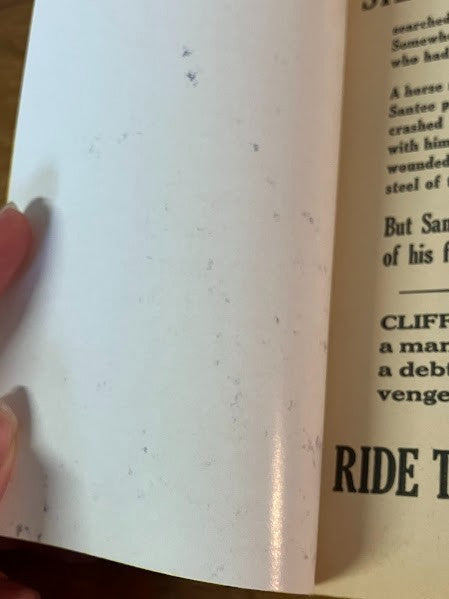 searched
Somewhe
who had
A horse
Santee p
crashed
with him
wounded
steel of
But San
of his f
CLIFF
a man
a debt
venge
RIDE T